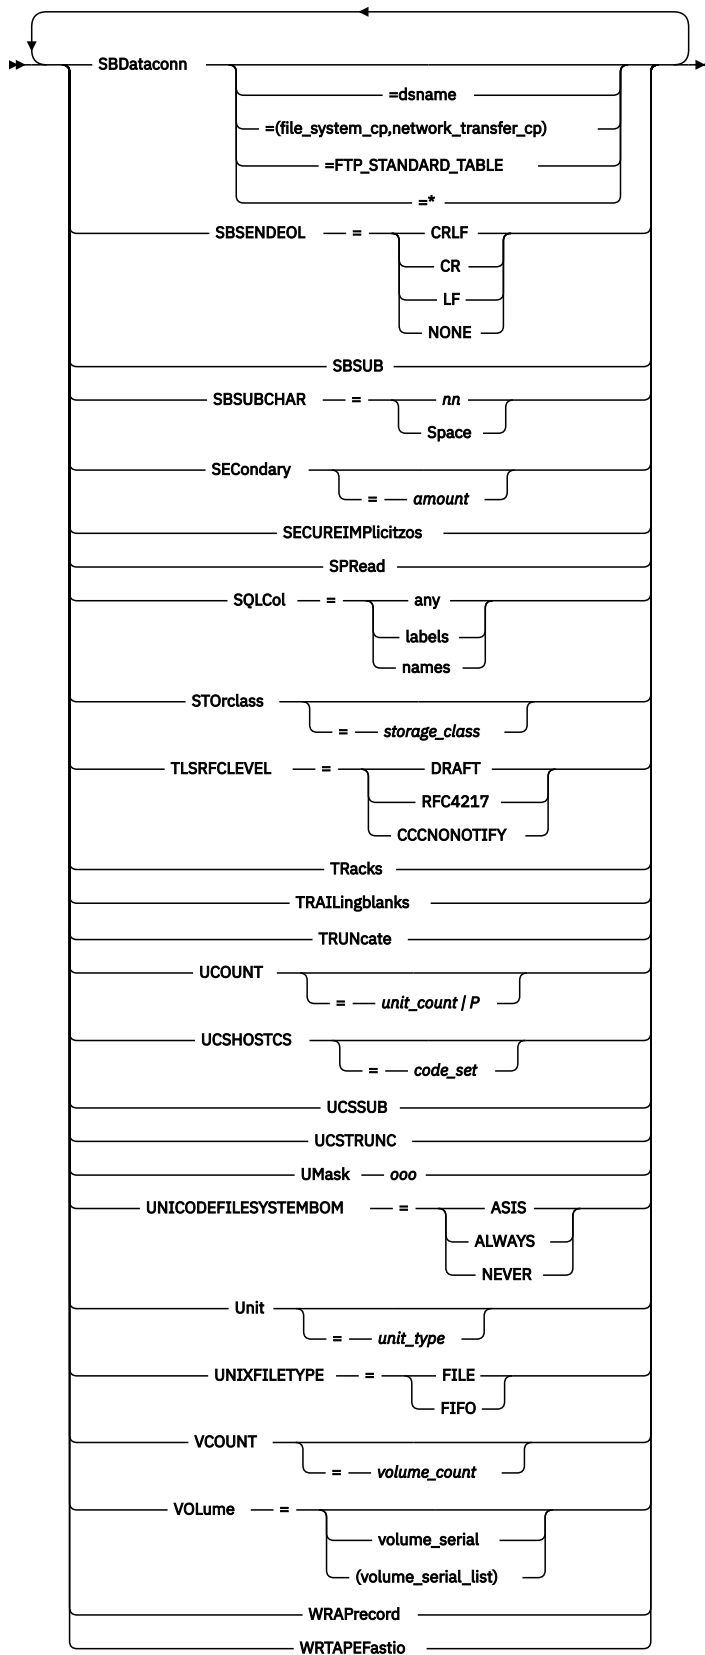 SBDataconn
=dsname
=(file_system_cp,network_transfer_cp)
=FTP_STANDARD_TABLE
=*
SBSENDEOL = CRLF
CR
LF
NONE
SBSUB
SBSUBCHAR = nn
Space
SECondary
= amount
SECUREIMPlicitzos
SPRead
SQLCol = any
labels
names
STOrclass
= storage_class
TLSRFCLEVEL = DRAFT
RFC4217
CCCNONOTIFY
TRacks
TRAILingblanks
TRUNcate
UCOUNT
= unit_count / P
UCSHOSTCS
= code_set
UCSSUB
UCSTRUNC
UMask ooo
UNICODEFILESYSTEMBOM = ASIS
ALWAYS
NEVER
Unit
= unit_type
UNIXFILETYPE = FILE
FIFO
VCOUNT
= volume_count
VOLume =
volume_serial
(volume_serial_list)
WRAPrecord
WRTAPEFastio